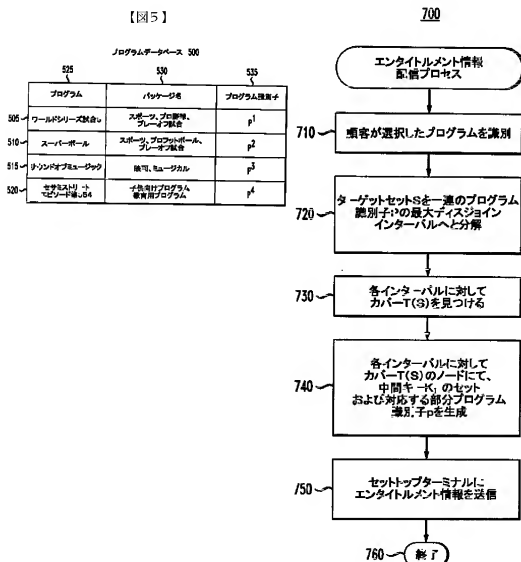 【図5】
プログラムデータベース 500
525
530
535
プログラム
パッケージ名
プログラム識別子
505
ワールドシリーズ試合
スポーツ、プロ野球、
プレーオフ試合
p1
510
スーパーボール
スポーツ、プロフットボール、
プレーオフ試合
p2
515
サウンドオブミュージック
映画、ミュージカル
p3
520
セサミストリート
エピソード
子供向けプログラム
教育用プログラム
p4
700
エンタイトルメント情報
配信プロセス
710
顧客が選択したプログラムを識別
720
ターゲットセットSを一連のプログラム
識別子Pの最大ディスジョイン
インターバルへと分解
730
各インターバルに対して
カバーT(S)を見つける
740
各インターバルに対して
カバーT(S)のノードにて、
中間キーKIのセット
および対応する部分プログラム
識別子pを生成
750
セットトップターミナルに
エンタイトルメント情報を送信
760
終了